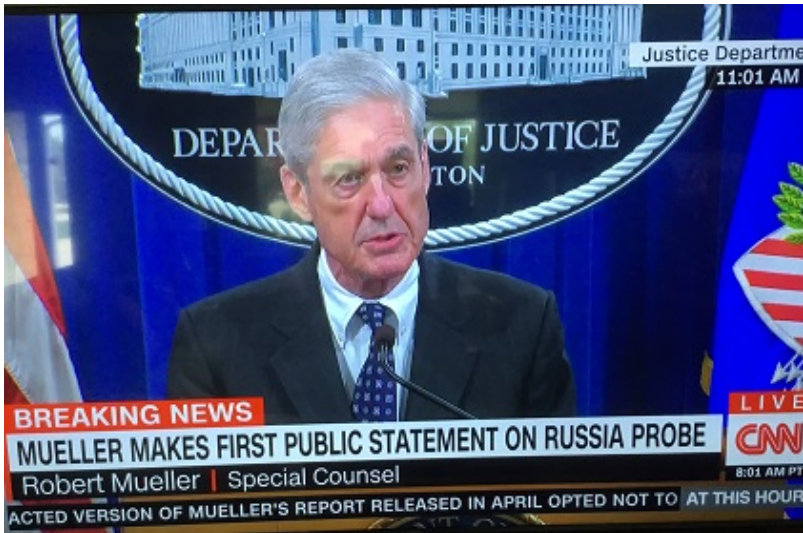 Justice Departme
11:01 AM
DEPAR OF JUSTICE
TON
BREAKING NEWS
LIVE
MUELLER MAKES FIRST PUBLIC STATEMENT ON RUSSIA PROBE
CNN
Robert Mueller | Special Counsel
8:01 AM PT
ACTED VERSION OF MUELLER'S REPORT RELEASED IN APRIL OPTED NOT TO AT THIS HOUR